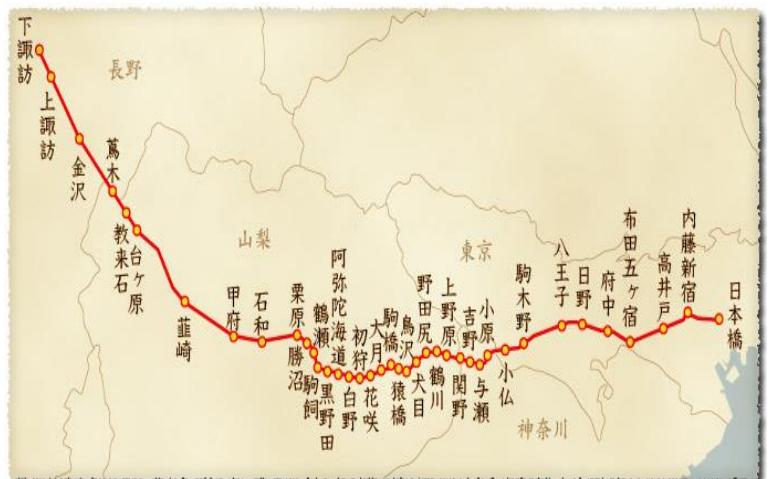 下諏訪
上諏訪
金沢
蔦木
教来石
台ヶ原
韮崎
甲府
石和
栗原
勝沼
鶴瀬
駒飼
黒野田
阿弥陀海道
白野
初狩
花咲
大月
駒橋
猿橋
鳥沢
犬目
野田尻
鶴川
上野原
関野
吉野
与瀬
小原
小仏
駒木野
八王子
日野
府中
布田五ヶ宿
高井戸
内藤新宿
日本橋
長野
山梨
東京
神奈川